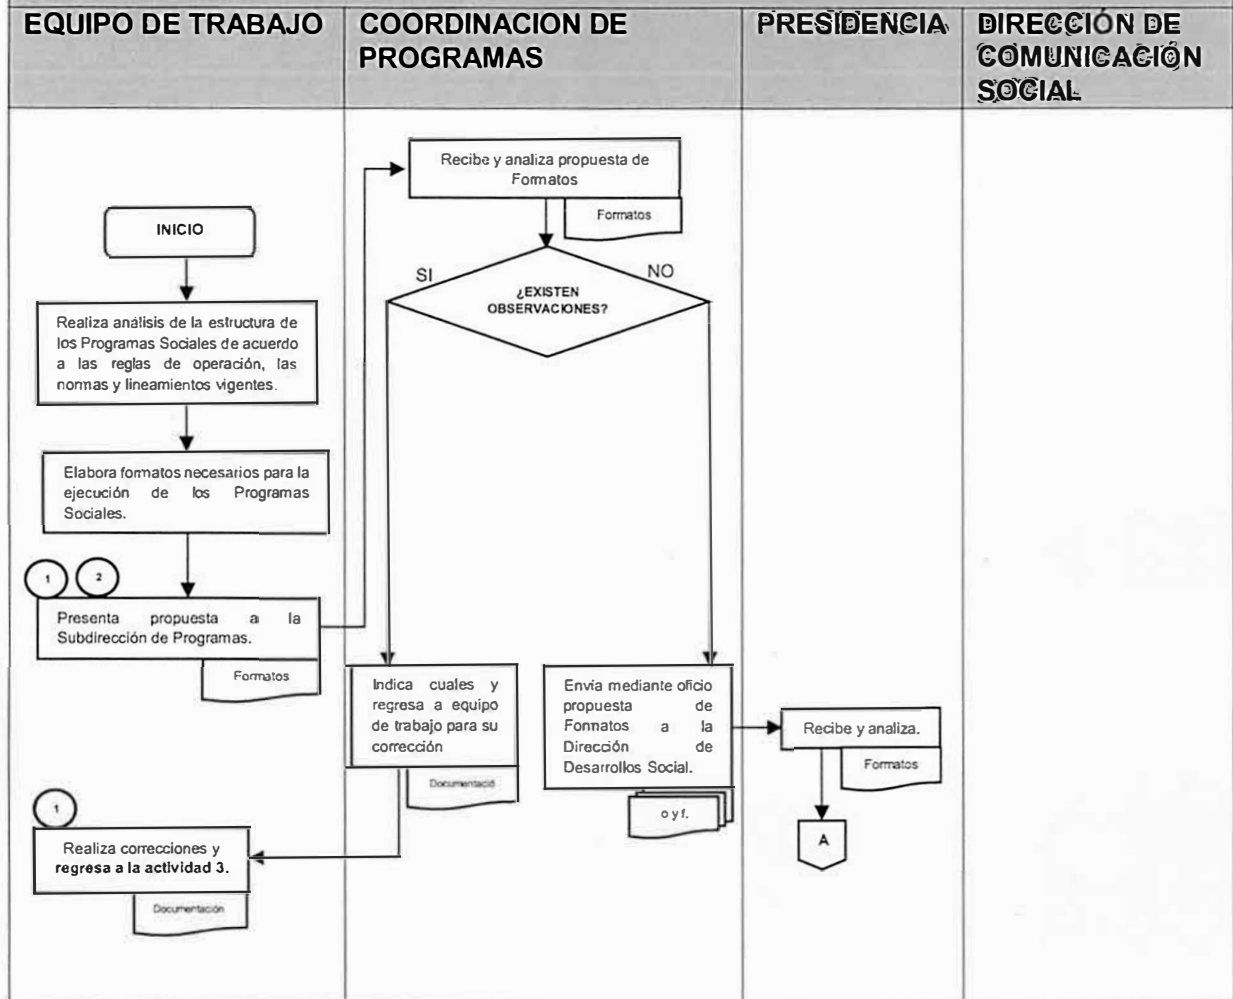 EQUIPO DE TRABAJO
COORDINACION DE
PROGRAMAS
PRESIDENCIA
DIRECCIÓN DE
COMUNICACIÓN
SOCIAL
INICIO
Realiza análisis de la estructura de
los Programas Sociales de acuerdo
a las reglas de operación, las
normas y lineamientos vigentes.
Elabora formatos necesarios para la
ejecución de los Programas
Sociales.
1
2
Presenta propuesta a la
Subdirección de Programas.
Formatos
Recibe y analiza propuesta de
Formatos
Formatos
SI
NO
¿EXISTEN
OBSERVACIONES?
Indica cuales y
regresa a equipo
de trabajo para su
corrección
Documentació
Envía mediante oficio
propuesta de
Formatos a la
Dirección de
Desarrollos Social.
o y f.
Recibe y analiza.
Formatos
A
1
Realiza correcciones y
regresa a la actividad 3.
Documentación